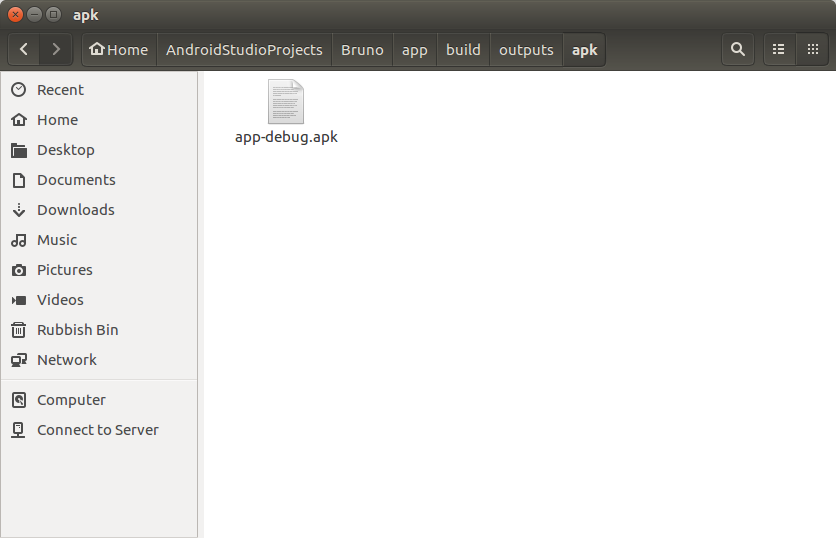 apk
Home AndroidStudioProjects Bruno app build outputs apk
Recent
Home
Desktop
Documents
Downloads
Music
Pictures
Videos
Rubbish Bin
Network
Computer
Connect to Server
app-debug.apk